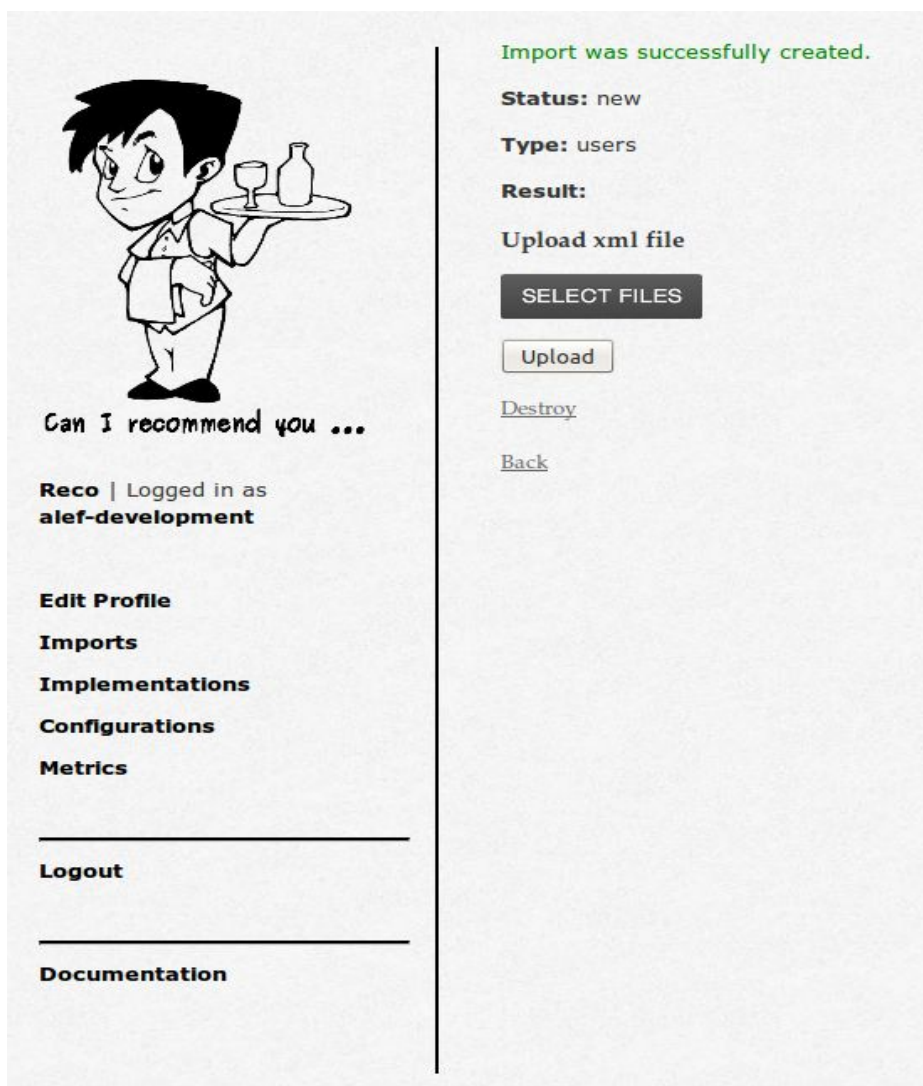 Can I recommend you ...
Reco | Logged in as
alef-development
Edit Profile
Imports
Implementations
Configurations
Metrics
Logout
Documentation
Import was successfully created.
Status: new
Type: users
Result:
Upload xml file
SELECT FILES
Upload
Destroy
Back